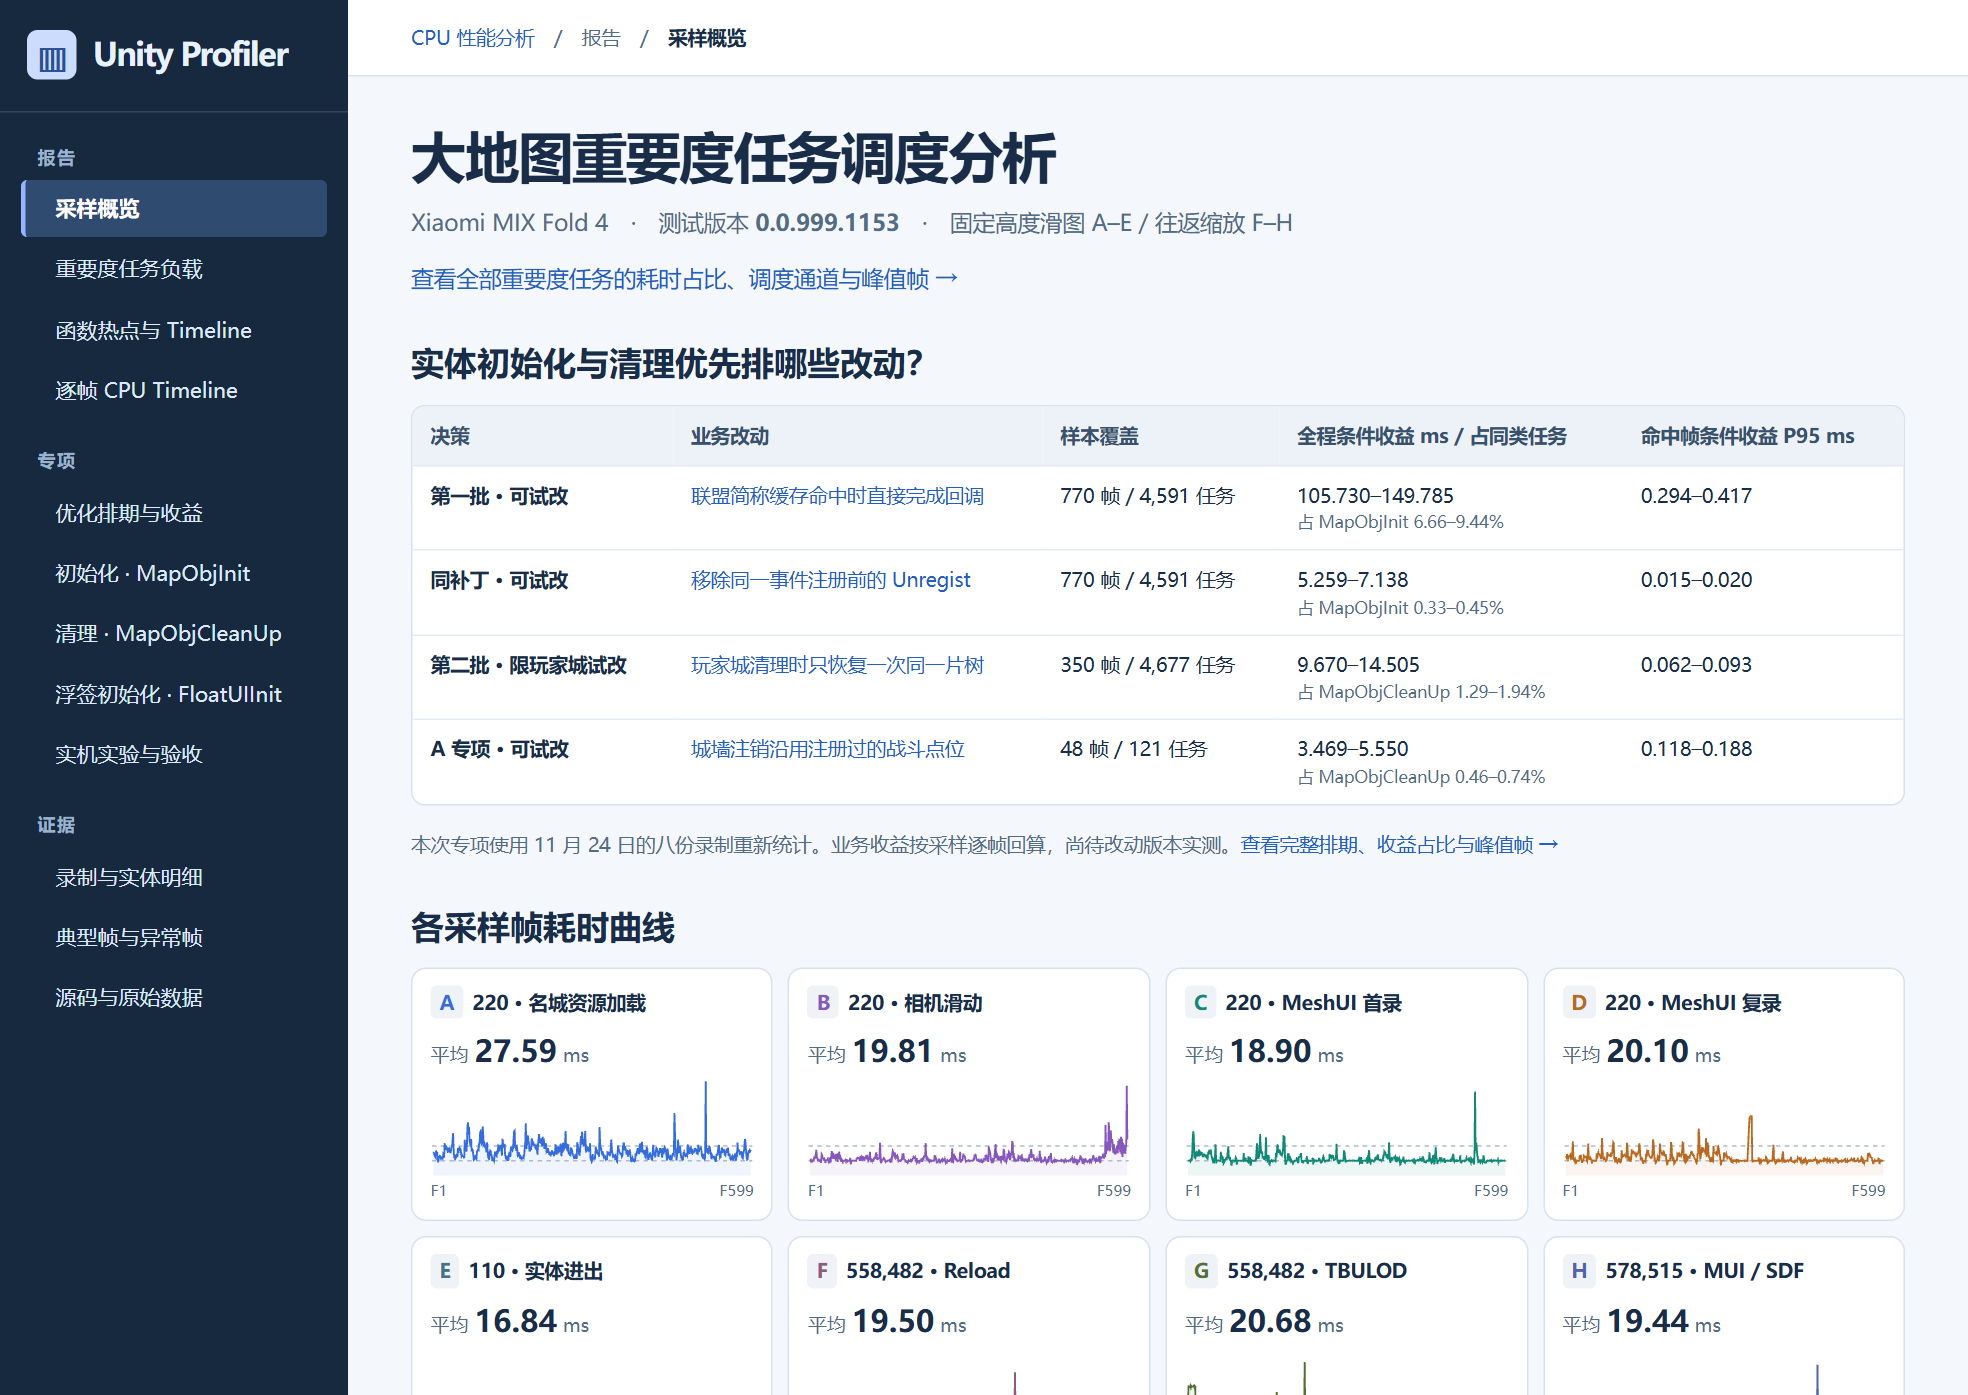 Unity Profiler
报告
采样概览
重要度任务负载
函数热点与 Timeline
逐帧 CPU Timeline
专项
优化排期与收益
初始化 · MapObjInit
清理 · MapObjCleanUp
浮签初始化 · FloatUIInit
实机实验与验收
证据
录制与实体明细
典型帧与异常帧
源码与原始数据
CPU 性能分析 / 报告 / 采样概览
大地图重要度任务调度分析
Xiaomi MIX Fold 4 · 测试版本 0.0.999.1153 · 固定高度滑图 A–E / 往返缩放 F–H
查看全部重要度任务的耗时占比、调度通道与峰值帧 →
实体初始化与清理优先排哪些改动？
决策 业务改动 样本覆盖 全程条件收益 ms / 占同类任务 命中帧条件收益 P95 ms
第一批 • 可试改 联盟简称缓存命中时直接完成回调 770 帧 / 4,591 任务 105.730–149.785 0.294–0.417
占 MapObjInit 6.66–9.44%
同补丁 • 可试改 移除同一事件注册前的 Unregist 770 帧 / 4,591 任务 5.259–7.138 0.015–0.020
占 MapObjInit 0.33–0.45%
第二批 • 限玩家城试改 玩家城清理时只恢复一次同一片树 350 帧 / 4,677 任务 9.670–14.505 0.062–0.093
占 MapObjCleanUp 1.29–1.94%
A 专项 • 可试改 城墙注销沿用注册过的战斗点位 48 帧 / 121 任务 3.469–5.550 0.118–0.188
占 MapObjCleanUp 0.46–0.74%
本次专项使用 11 月 24 日的八份录制重新统计。业务收益按采样逐帧回算，尚待改动版本实测。查看完整排期、收益占比与峰值帧 →
各采样帧耗时曲线
A 220 • 名城资源加载
平均 27.59 ms
F1 F599
B 220 • 相机滑动
平均 19.81 ms
F1 F599
C 220 • MeshUI 首录
平均 18.90 ms
F1 F599
D 220 • MeshUI 复录
平均 20.10 ms
F1 F599
E 110 • 实体进出
平均 16.84 ms
F 558,482 • Reload
平均 19.50 ms
G 558,482 • TBULOD
平均 20.68 ms
H 578,515 • MUI / SDF
平均 19.44 ms